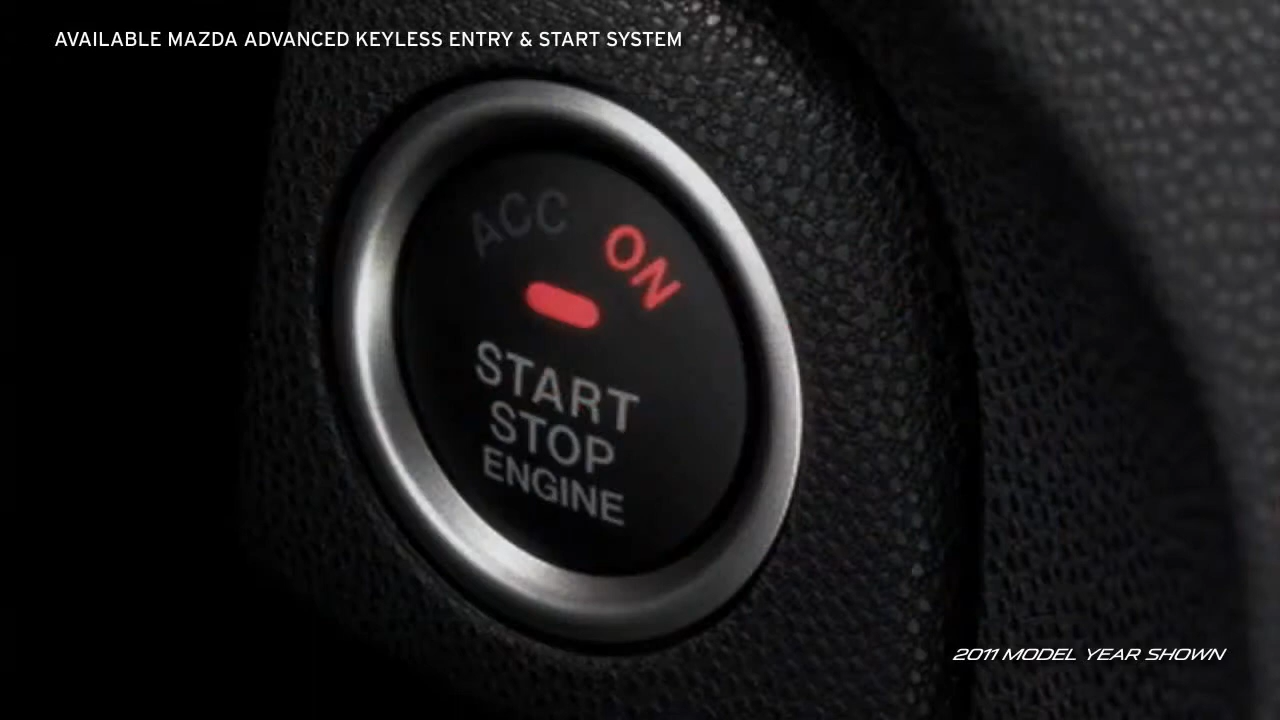 AVAILABLE MAZDA ADVANCED KEYLESS ENTRY & START SYSTEM
ACC
ON
START
STOP
ENGINE
2011 MODEL YEAR SHOWN